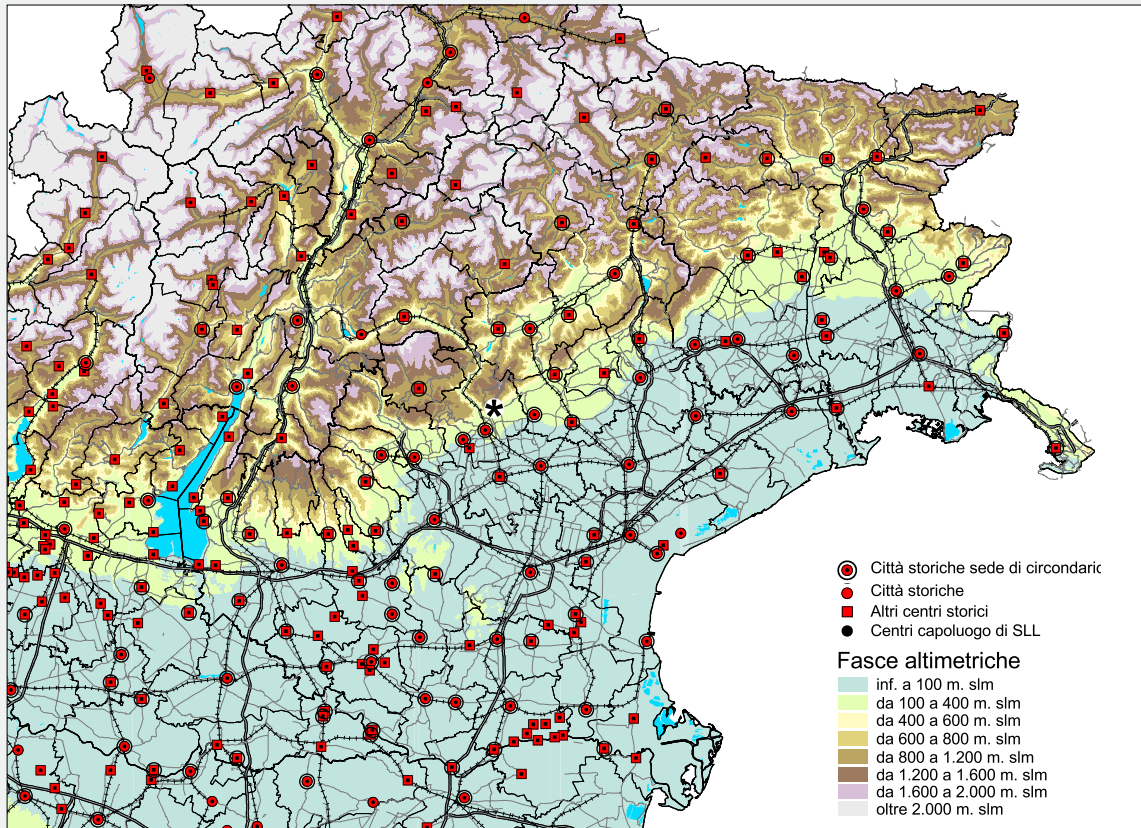 *
Città storiche sede di circondario
Città storiche
Altri centri storici
Centri capoluogo di SLL
Fasce altimetriche
inf. a 100 m. slm
da 100 a 400 m. slm
da 400 a 600 m. slm
da 600 a 800 m. slm
da 800 a 1.200 m. slm
da 1.200 a 1.600 m. slm
da 1.600 a 2.000 m. slm
oltre 2.000 m. slm